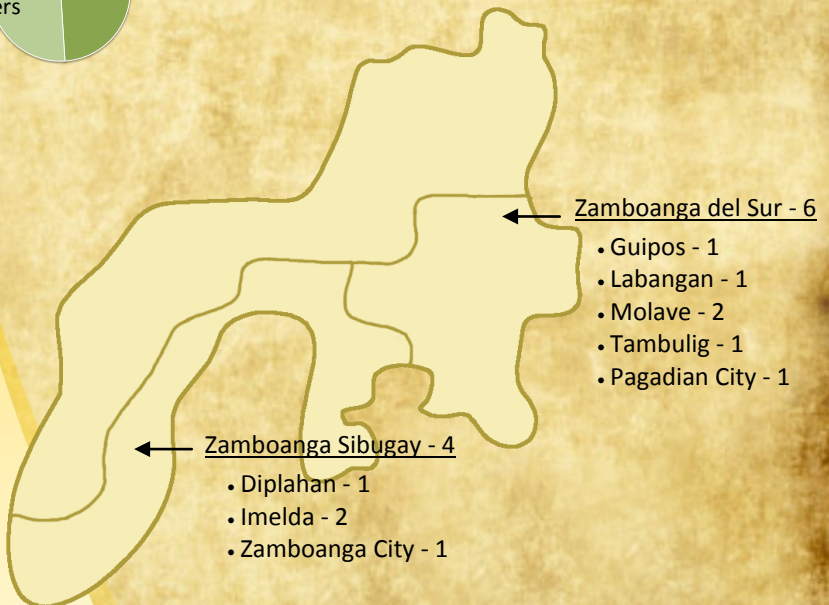 ers
Zamboanga del Sur - 6
• Guipos - 1
• Labangan - 1
• Molave - 2
• Tambulig - 1
• Pagadian City - 1
Zamboanga Sibugay - 4
• Diplahan - 1
• Imelda - 2
• Zamboanga City - 1